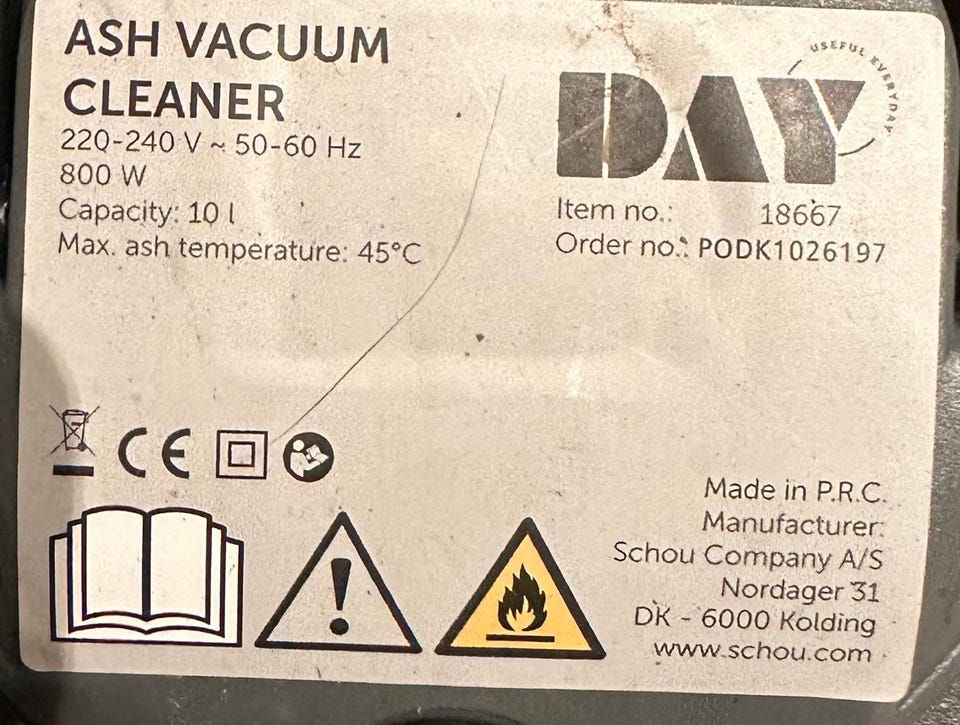 ASH VACUUM
CLEANER
220-240 V ~ 50-60 Hz
800 W
Capacity: 10 l
Max. ash temperature: 45°C
USEFUL EVERYDAY
DAY
Item no.: 18667
Order no.: PODK1026197
CE
Made in P.R.C.
Manufacturer:
Schou Company A/S
Nordager 31
DK - 6000 Kolding
www.schou.com